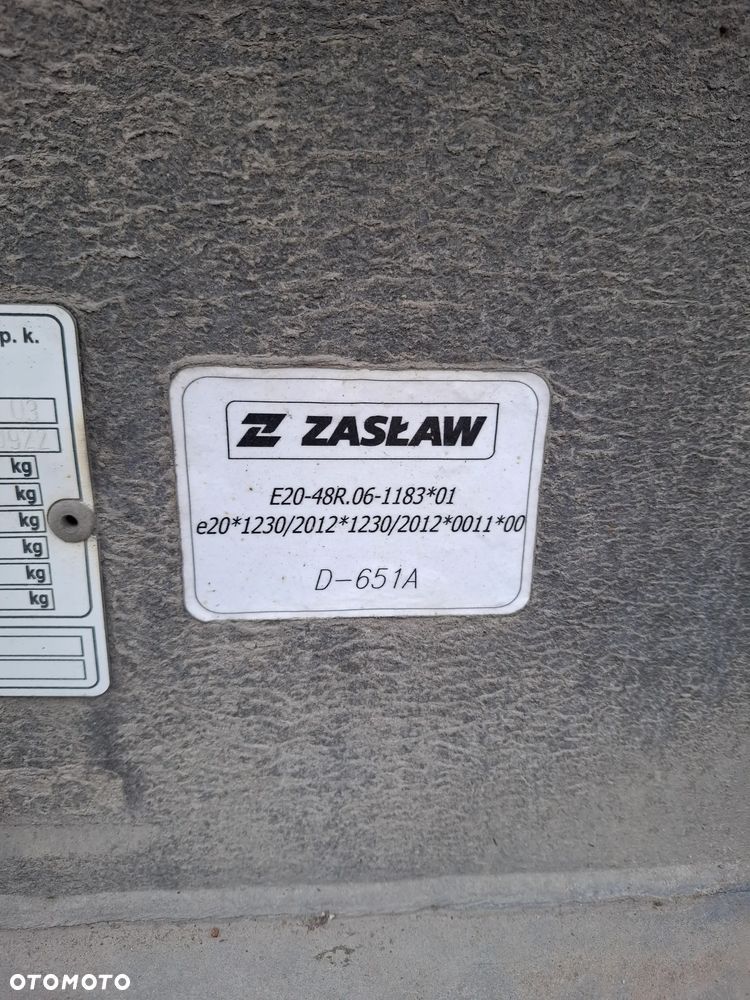 p. k.
03
kg
kg
kg
kg
kg
kg
ZASŁAW
E20-48R.06-1183*01
e20*1230/2012*1230/2012*0011*00
D-651A
OTOMOTO